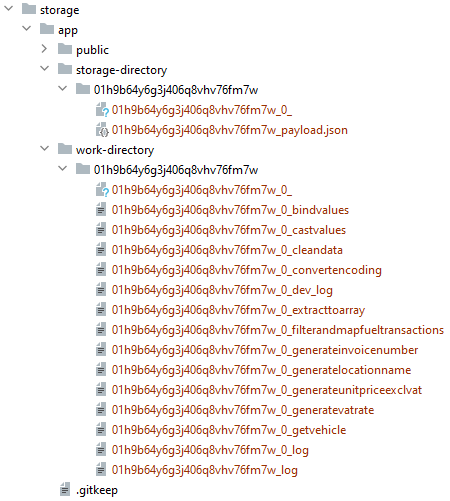 storage
app
public
storage-directory
01h9b64y6g3j406q8vhv76fm7w
01h9b64y6g3j406q8vhv76fm7w_0_
01h9b64y6g3j406q8vhv76fm7w_payload.json
work-directory
01h9b64y6g3j406q8vhv76fm7w
01h9b64y6g3j406q8vhv76fm7w_0_
01h9b64y6g3j406q8vhv76fm7w_0_bindvalues
01h9b64y6g3j406q8vhv76fm7w_0_castvalues
01h9b64y6g3j406q8vhv76fm7w_0_cleandata
01h9b64y6g3j406q8vhv76fm7w_0_convertencoding
01h9b64y6g3j406q8vhv76fm7w_0_dev_log
01h9b64y6g3j406q8vhv76fm7w_0_extracttoarray
01h9b64y6g3j406q8vhv76fm7w_0_filterandmapfueltransactions
01h9b64y6g3j406q8vhv76fm7w_0_generateinvoicenumber
01h9b64y6g3j406q8vhv76fm7w_0_generatelocationname
01h9b64y6g3j406q8vhv76fm7w_0_generateunitpriceexclvat
01h9b64y6g3j406q8vhv76fm7w_0_generatevatrate
01h9b64y6g3j406q8vhv76fm7w_0_getvehicle
01h9b64y6g3j406q8vhv76fm7w_0_log
01h9b64y6g3j406q8vhv76fm7w_log
.gitkeep